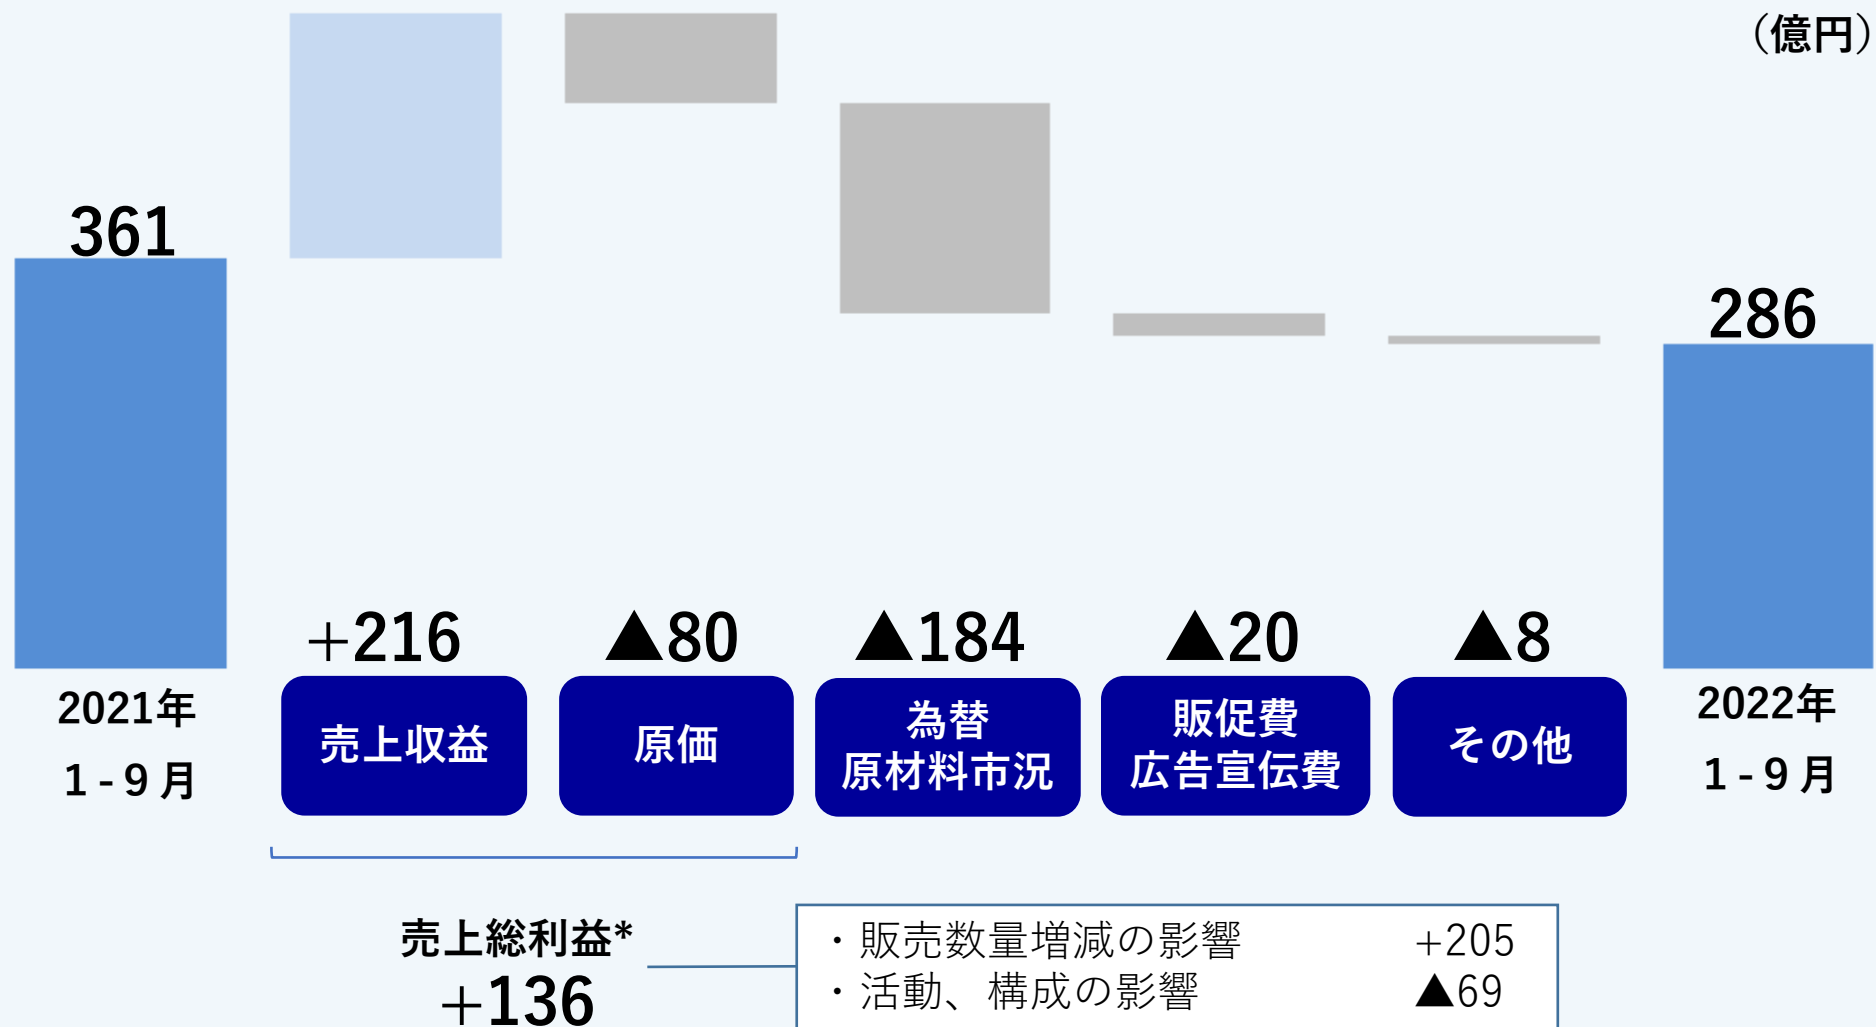 （億円）
361
286
+216
▲80
▲184
▲20
▲8
2021年
1-9月
売上収益
原価
為替
原材料市況
販促費
広告宣伝費
その他
2022年
1-9月
売上総利益*
+136
・販売数量増減の影響 +205
・活動、構成の影響 ▲69